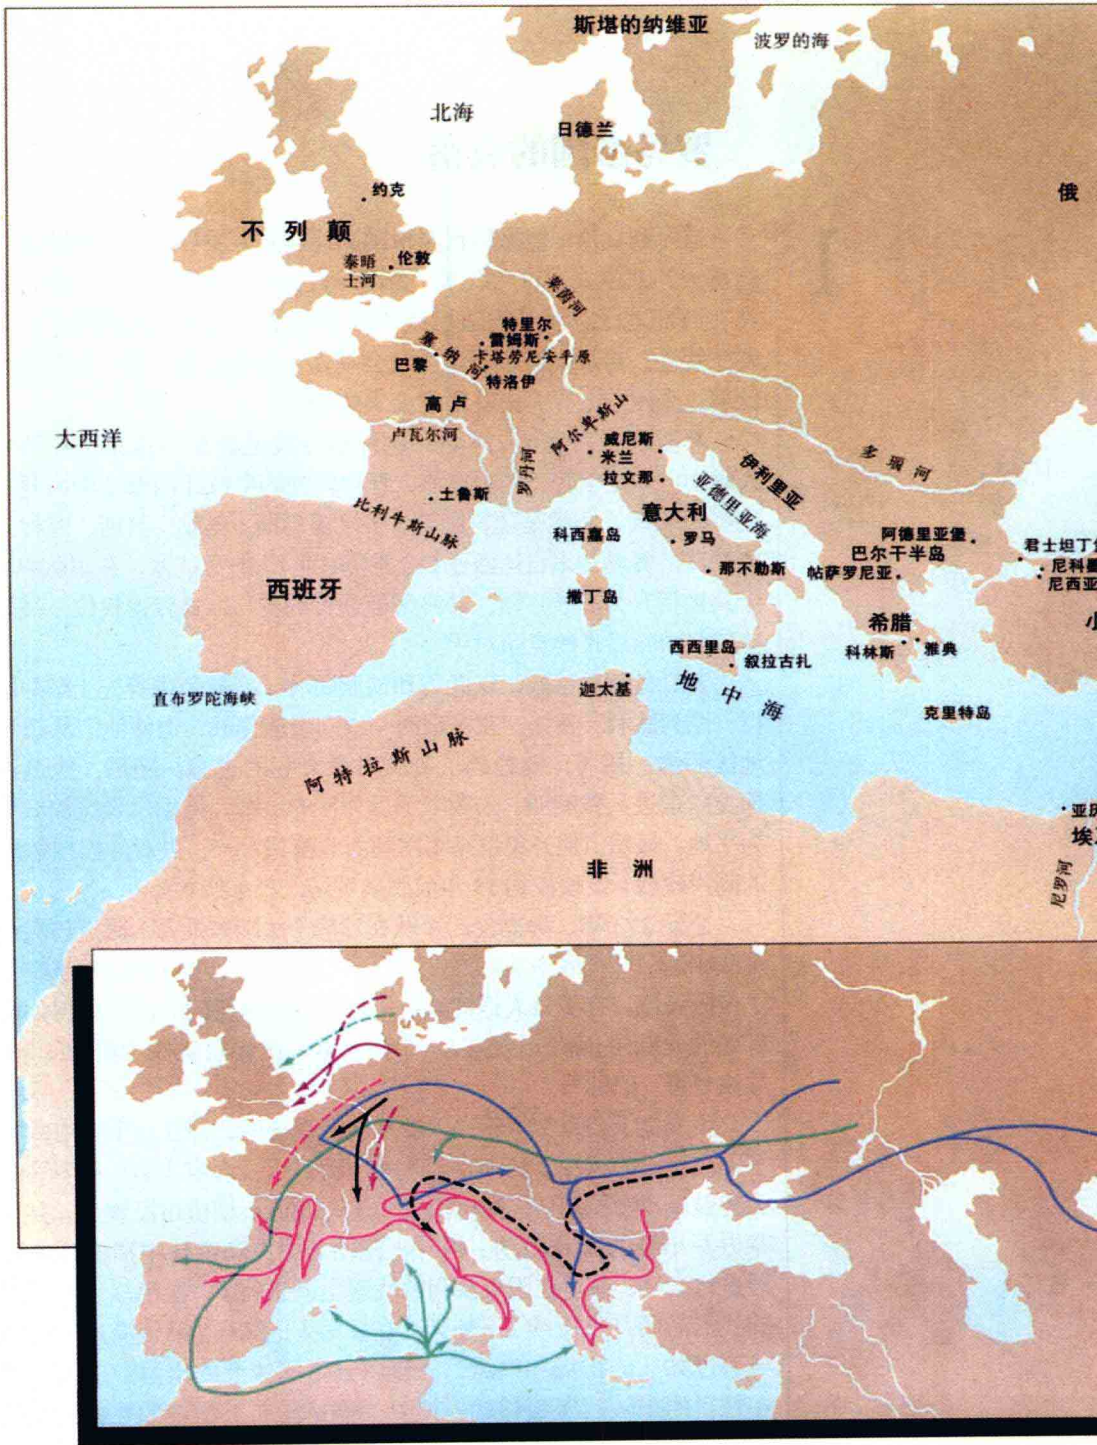 斯堪的纳维亚
波罗的海
北海
日德兰
俄
约克
不列颠
泰晤
士河
伦敦
莱茵河
特里尔
雷姆斯
塞纳河
卡塔劳尼安平原
巴黎
特洛伊
高卢
大西洋
卢瓦尔河
罗丹河
阿尔卑斯山
威尼斯
米兰
拉文那
伊利里亚
多瑙河
土鲁斯
比利牛斯山脉
亚德里亚海
意大利
科西嘉岛
罗马
阿德里亚堡
君士坦丁
巴尔干半岛
尼科
那不勒斯
帖萨罗尼亚
尼西亚
西班牙
撒丁岛
希腊
小
西西里岛
叙拉古扎
科林斯
雅典
直布罗陀海峡
迦太基
地中海
克里特岛
阿特拉斯山脉
亚历
埃
非洲
尼罗河